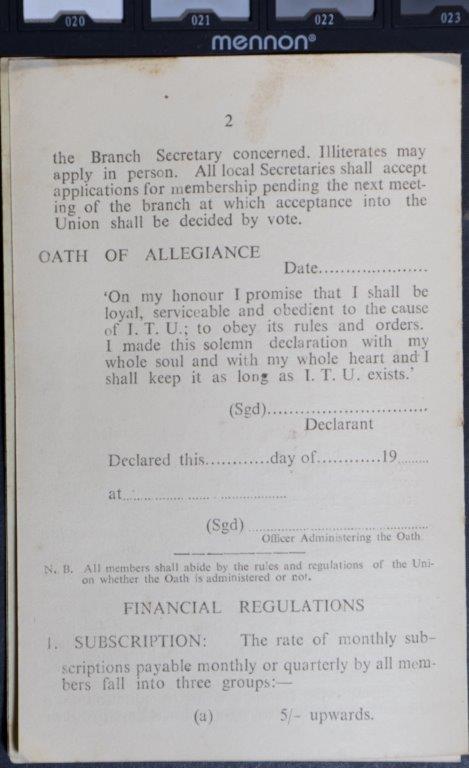 020
021
022
023
mennon®
2
the Branch Secretary concerned. Illiterates may
apply in person. All local Secretaries shall accept
applications for membership pending the next meet-
ing of the branch at which acceptance into the
Union shall be decided by vote.
OATH OF ALLEGIANCE
Date.....................
'On my honour I promise that I shall be
loyal, serviceable and obedient to the cause
of I. T. U.; to obey its rules and orders.
I made this solemn declaration with my
whole soul and with my whole heart and I
shall keep it as long as I. T. U. exists.'
(Sgd)..............................
Declarant
Declared this............day of............19........
at..............................................
(Sgd) ..............................................
Officer Administering the Oath
N. B. All members shall abide by the rules and regulations of the Uni-
on whether the Oath is administered or not.
FINANCIAL REGULATIONS
1. SUBSCRIPTION: The rate of monthly sub-
scriptions payable monthly or quarterly by all mem-
bers fall into three groups:—
(a) 5/- upwards.